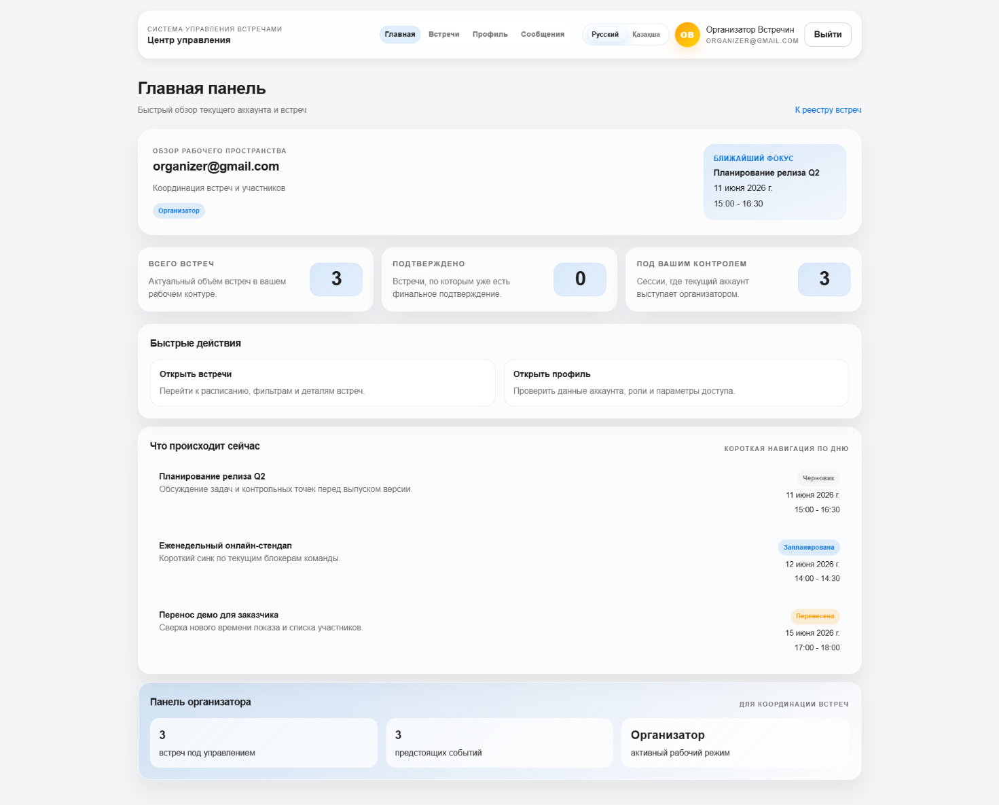 СИСТЕМА УПРАВЛЕНИЯ ВСТРЕЧАМИ
Центр управления
Главная
Встречи
Профиль
Сообщения
Русский
Қазақша
ОВ
Организатор Встречин
ORGANIZER@GMAIL.COM
Выйти
Главная панель
Быстрый обзор текущего аккаунта и встреч
К реестру встреч
ОБЗОР РАБОЧЕГО ПРОСТРАНСТВА
organizer@gmail.com
Координация встреч и участников
Организатор
БЛИЖАЙШИЙ ФОКУС
Планирование релиза Q2
11 июня 2026 г.
15:00 - 16:30
ВСЕГО ВСТРЕЧ
Актуальный объём встреч в вашем
рабочем контуре.
3
ПОДТВЕРЖДЕНО
Встречи, по которым уже есть
финальное подтверждение.
0
ПОД ВАШИМ КОНТРОЛЕМ
Сессии, где текущий аккаунт
выступает организатором.
3
Быстрые действия
Открыть встречи
Перейти к расписанию, фильтрам и деталям встреч.
Открыть профиль
Проверить данные аккаунта, роли и параметры доступа.
Что происходит сейчас
КОРОТКАЯ НАВИГАЦИЯ ПО ДНЮ
Планирование релиза Q2
Обсуждение задач и контрольных точек перед выпуском версии.
Черновик
11 июня 2026 г.
15:00 - 16:30
Еженедельный онлайн-стендап
Короткий синк по текущим блокерам команды.
Запланирована
12 июня 2026 г.
14:00 - 14:30
Перенос демо для заказчика
Сверка нового времени показа и списка участников.
Перенесена
15 июня 2026 г.
17:00 - 18:00
Панель организатора
ДЛЯ КООРДИНАЦИИ ВСТРЕЧ
3
встреч под управлением
3
предстоящих событий
Организатор
активный рабочий режим